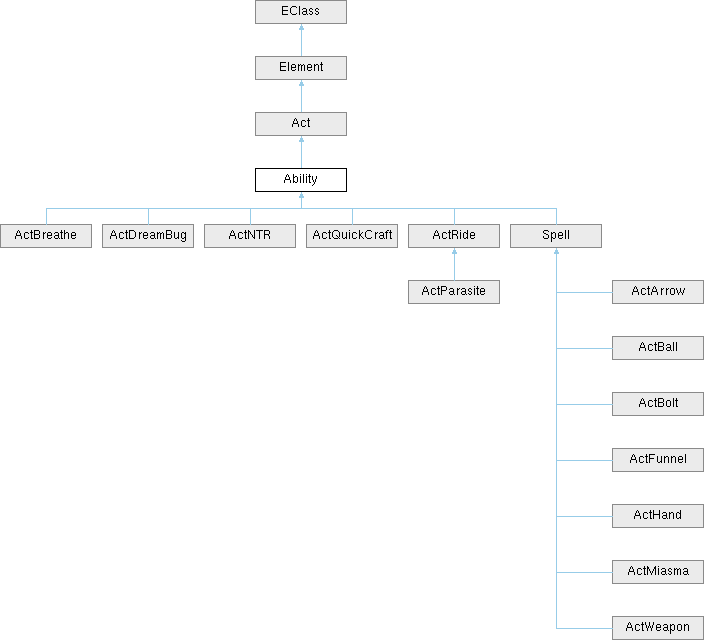 EClass
Element
Act
Ability
ActBreathe
ActDreamBug
ActNTR
ActQuickCraft
ActRide
Spell
ActParasite
ActArrow
ActBall
ActBolt
ActFunnel
ActHand
ActMiasma
ActWeapon